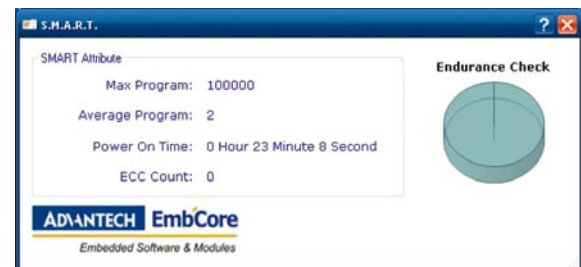 S.M.A.R.T.
SMART Attribute
Max Program: 100000
Average Program: 2
Power On Time: 0 Hour 23 Minute 8 Second
ECC Count: 0
Endurance Check
ADVANTECH EmbCore
Embedded Software & Modules